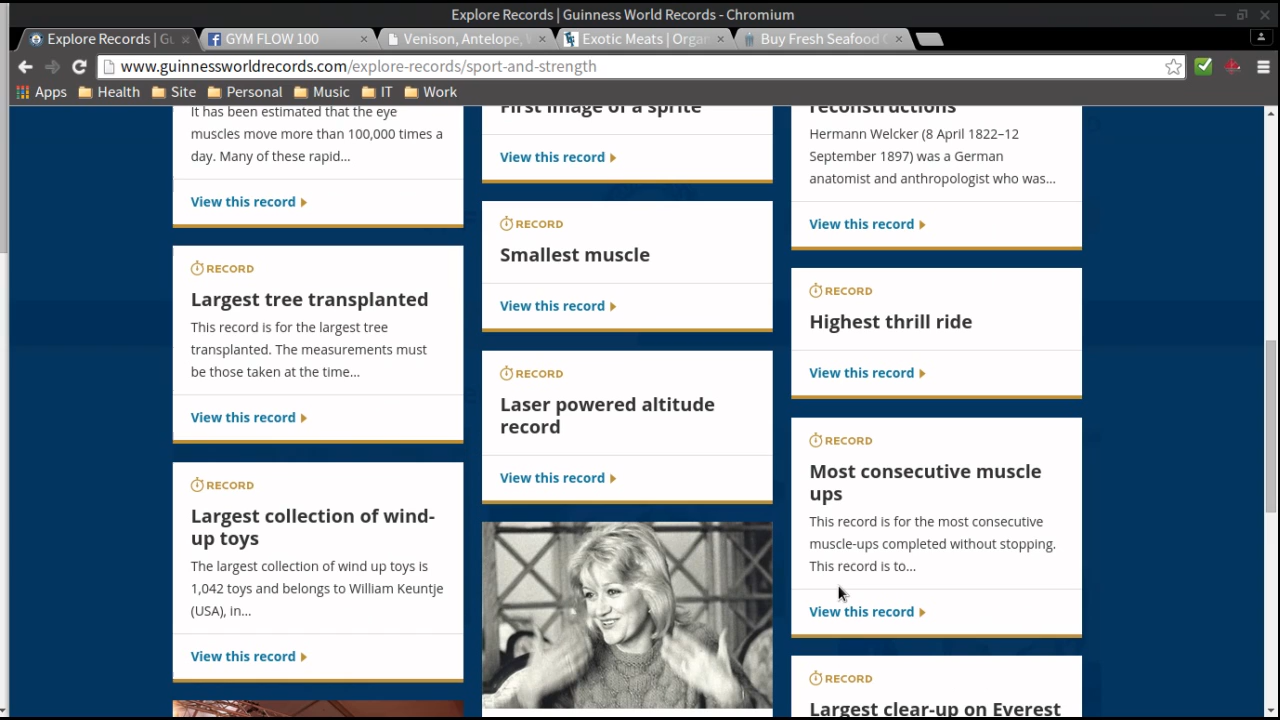 Explore Records | Guinness World Records - Chromium
Explore Records | Gu
GYM FLOW 100
Venison, Antelope,
Exotic Meats | Organ
Buy Fresh Seafood
www.guinnessworldrecords.com/explore-records/sport-and-strength
Apps Health Site Personal Music IT Work
It has been estimated that the eye
muscles move more than 100,000 times a
day. Many of these rapid...
View this record
RECORD
Largest tree transplanted
This record is for the largest tree
transplanted. The measurements must
be those taken at the time...
View this record
RECORD
Largest collection of wind-
up toys
The largest collection of wind up toys is
1,042 toys and belongs to William Keuntje
(USA), in...
View this record
First image of a sprite
View this record
RECORD
Smallest muscle
View this record
RECORD
Laser powered altitude
record
View this record
reconstructions
Hermann Welcker (8 April 1822–12
September 1897) was a German
anatomist and anthropologist who was...
View this record
RECORD
Highest thrill ride
View this record
RECORD
Most consecutive muscle
ups
This record is for the most consecutive
muscle-ups completed without stopping.
This record is to...
View this record
RECORD
Largest clear-up on Everest